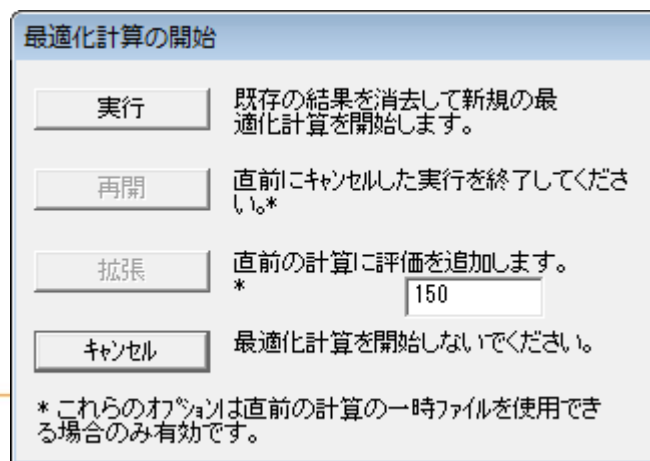 最適化計算の開始
実行
既存の結果を消去して新規の最
適化計算を開始します。
再開
直前にｷｬﾝｾﾙした実行を終了してくださ
い。*
拡張
直前の計算に評価を追加します。
*
150
ｷｬﾝｾﾙ
最適化計算を開始しないでください。
* これらのｵﾌﾟｼｮﾝは直前の計算の一時ﾌｧｲﾙを使用でき
る場合のみ有効です。